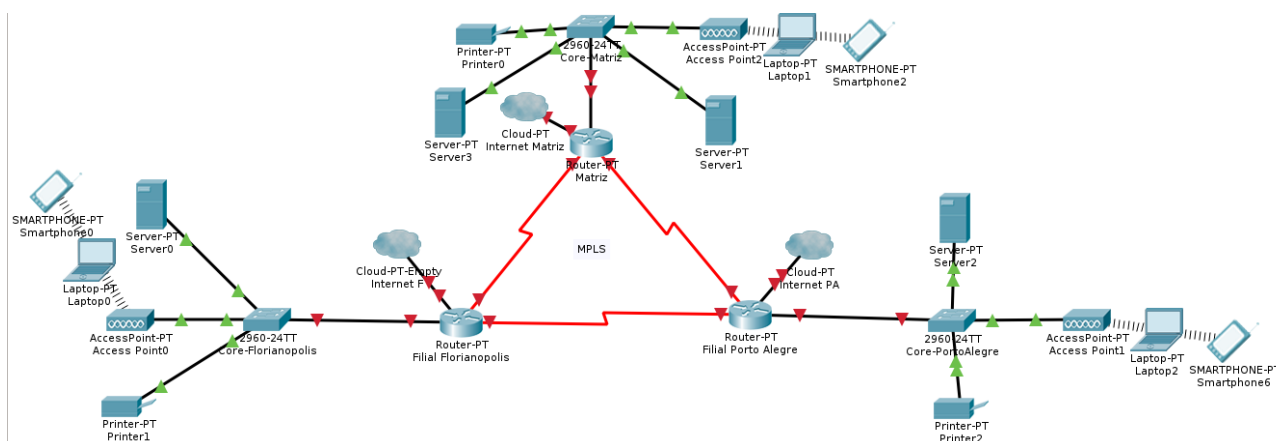 Printer-PT
Printer0
2960-24TT
Core-Matriz
AccessPoint-PT
Access Point2
Laptop-PT
Laptop1
SMARTPHONE-PT
Smartphone2
Server-PT
Server3
Cloud-PT
Internet Matriz
Server-PT
Server1
Router-PT
Matriz
SMARTPHONE-PT
Smartphone0
Server-PT
Server0
Laptop-PT
Laptop0
AccessPoint-PT
Access Point0
2960-24TT
Core-Florianopolis
Printer-PT
Printer1
Cloud-PT-Empty
Internet F
Router-PT
Filial Florianopolis
MPLS
Cloud-PT
Internet PA
Router-PT
Filial Porto Alegre
Server-PT
Server2
2960-24TT
Core-PortoAlegre
AccessPoint-PT
Access Point1
Laptop-PT
Laptop2
SMARTPHONE-PT
Smartphone6
Printer-PT
Printer2